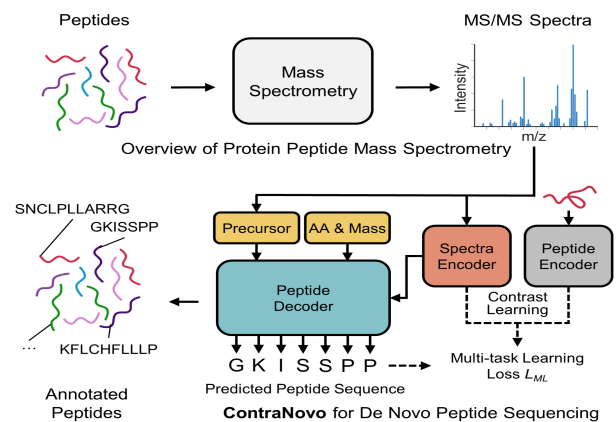 Peptides
MS/MS Spectra
Mass
Spectrometry
Intensity
m/z
Overview of Protein Peptide Mass Spectrometry
SNCLPLLARRG
GKISSPP
Precursor
AA & Mass
Spectra
Encoder
Peptide
Encoder
Peptide
Decoder
Contrast
Learning
...
KFLCHFLLLP
G K I S S P P
Predicted Peptide Sequence
Multi-task Learning
Loss L_ML
Annotated
Peptides
ContraNovo for De Novo Peptide Sequencing